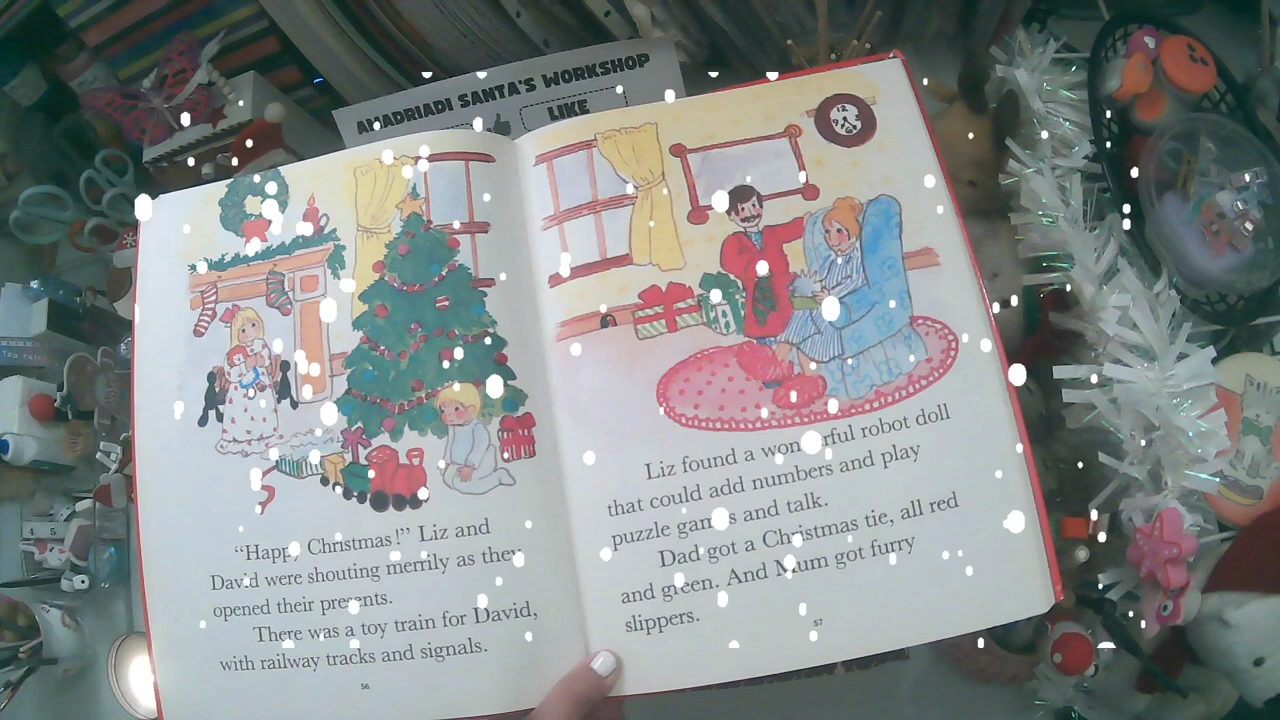 AMADRIADI SANTA'S WORKSHOP
LIKE
12
"Happy Christmas!" Liz and
David were shouting merrily as they
opened their presents.
There was a toy train for David,
with railway tracks and signals.
56
Liz found a wonderful robot doll
that could add numbers and play
puzzle games and talk.
Dad got a Christmas tie, all red
and green. And Mum got furry
slippers.
57